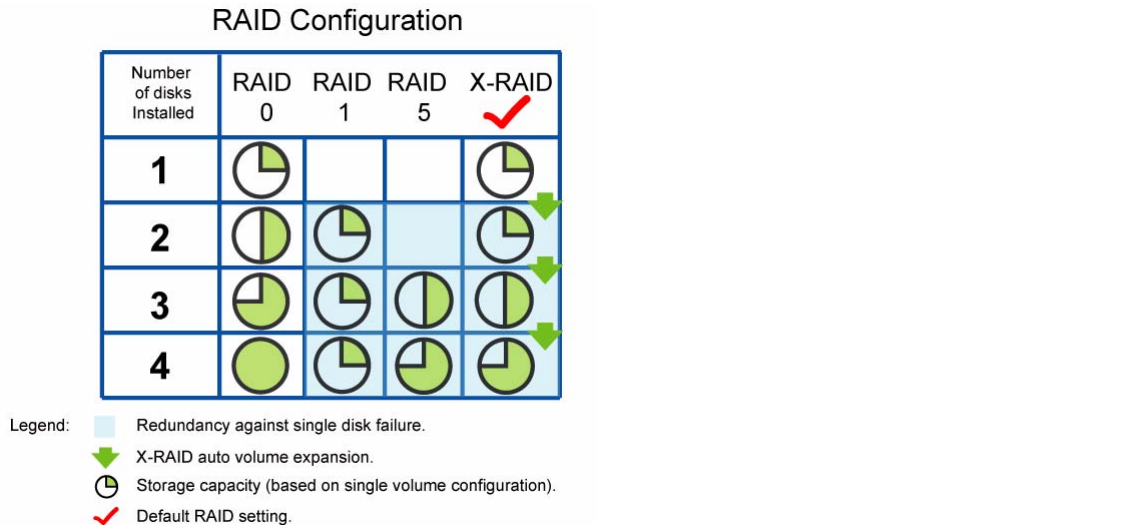 RAID Configuration
Number
of disks
Installed
RAID
0
RAID
1
RAID
5
X-RAID
1
2
3
4
Legend:
Redundancy against single disk failure.
X-RAID auto volume expansion.
Storage capacity (based on single volume configuration).
Default RAID setting.